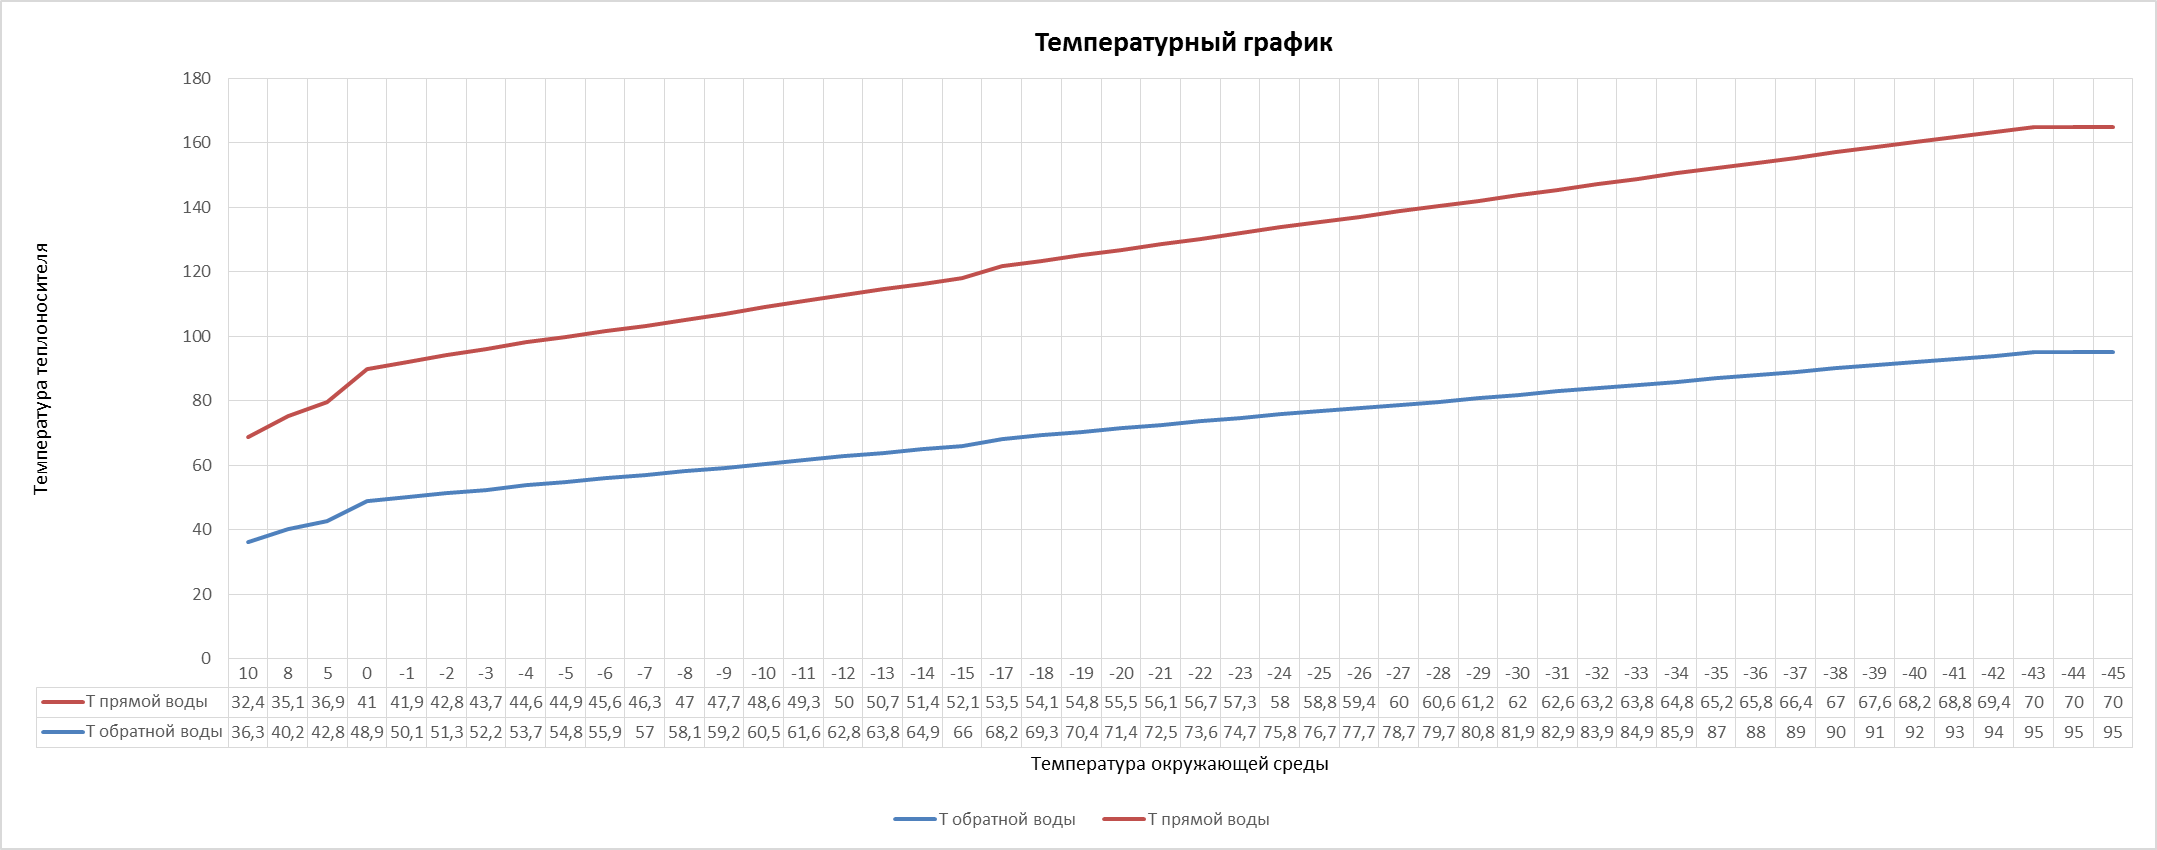 Температурный график
Температура теплоносителя
180
160
140
120
100
80
60
40
20
0
10 8 5 0 -1 -2 -3 -4 -5 -6 -7 -8 -9 -10 -11 -12 -13 -14 -15 -17 -18 -19 -20 -21 -22 -23 -24 -25 -26 -27 -28 -29 -30 -31 -32 -33 -34 -35 -36 -37 -38 -39 -40 -41 -42 -43 -44 -45
Т прямой воды 32,4 35,1 36,9 41 41,9 42,8 43,7 44,6 44,9 45,6 46,3 47 47,7 48,6 49,3 50 50,7 51,4 52,1 53,5 54,1 54,8 55,5 56,1 56,7 57,3 58 58,8 59,4 60 60,6 61,2 62 62,6 63,2 63,8 64,8 65,2 65,8 66,4 67 67,6 68,2 68,8 69,4 70 70 70
Т обратной воды 36,3 40,2 42,8 48,9 50,1 51,3 52,2 53,7 54,8 55,9 57 58,1 59,2 60,5 61,6 62,8 63,8 64,9 66 68,2 69,3 70,4 71,4 72,5 73,6 74,7 75,8 76,7 77,7 78,7 79,7 80,8 81,9 82,9 83,9 84,9 85,9 87 88 89 90 91 92 93 94 95 95 95
Температура окружающей среды
Т обратной воды Т прямой воды